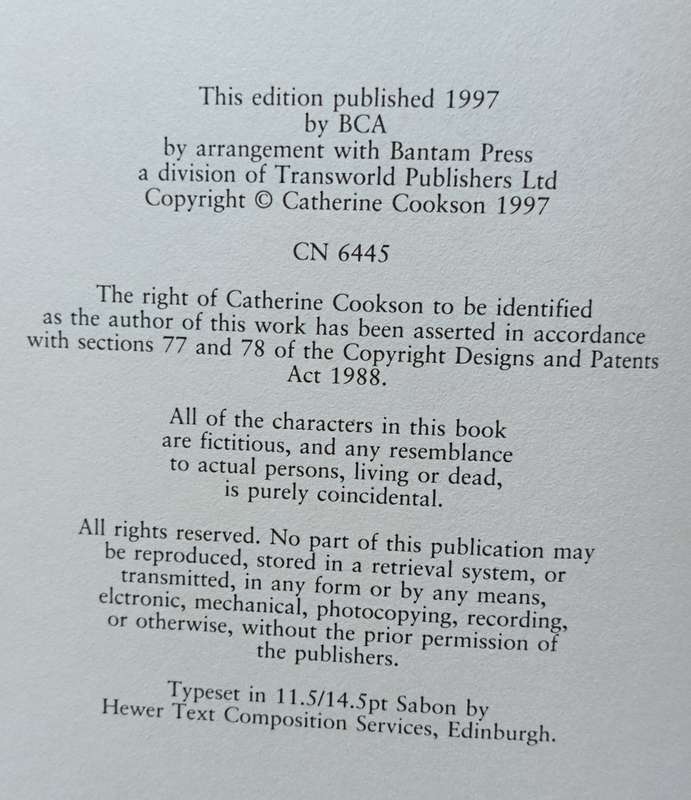 This edition published 1997
by BCA
by arrangement with Bantam Press
a division of Transworld Publishers Ltd
Copyright © Catherine Cookson 1997
CN 6445
The right of Catherine Cookson to be identified
as the author of this work has been asserted in accordance
with sections 77 and 78 of the Copyright Designs and Patents
Act 1988.
All of the characters in this book
are fictitious, and any resemblance
to actual persons, living or dead,
is purely coincidental.
All rights reserved. No part of this publication may
be reproduced, stored in a retrieval system, or
transmitted, in any form or by any means,
elctronic, mechanical, photocopying, recording,
or otherwise, without the prior permission of
the publishers.
Typeset in 11.5/14.5pt Sabon by
Hewer Text Composition Services, Edinburgh.